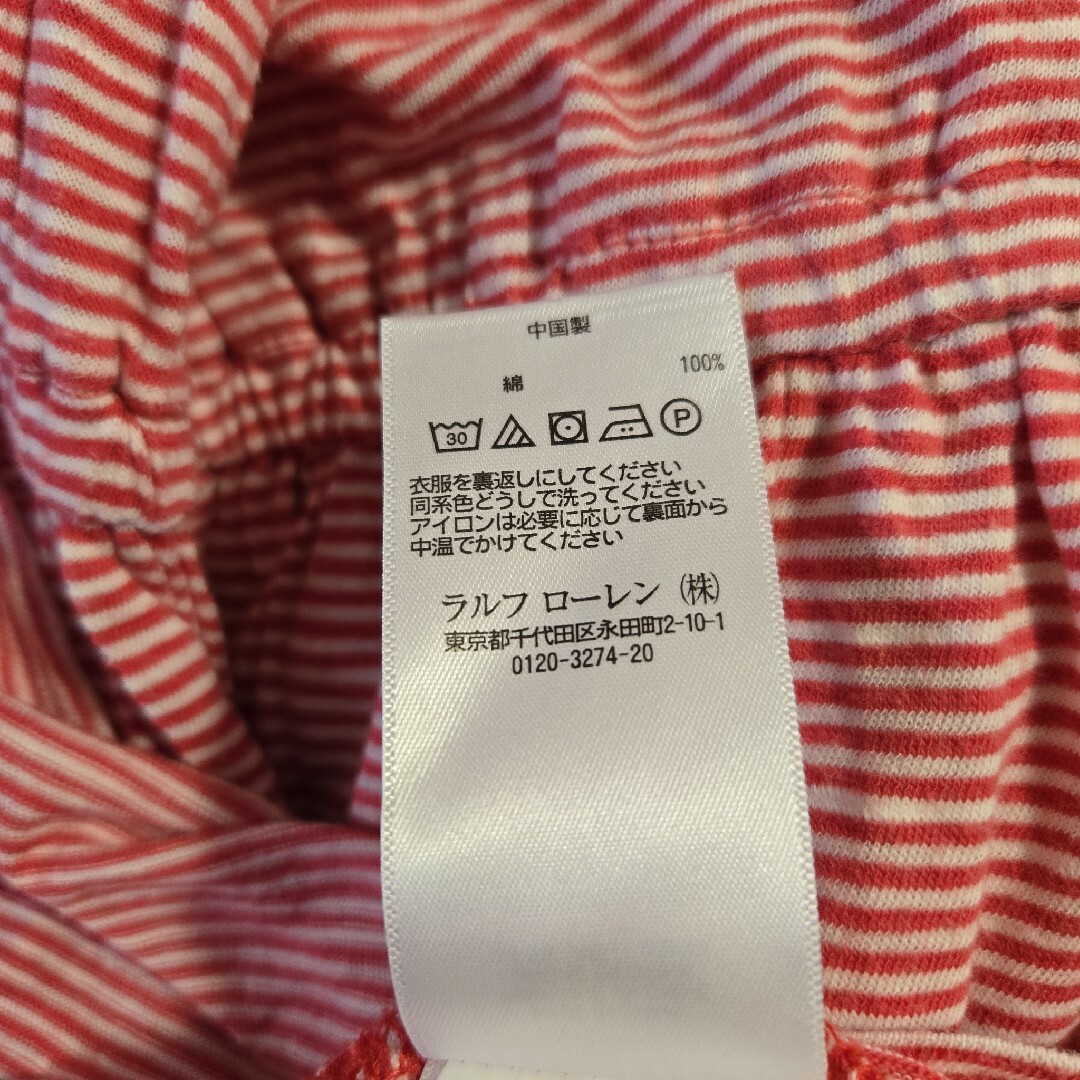 中国製
綿 100%
30 P
衣服を裏返しにしてください
同系色どうしで洗ってください
アイロンは必要に応じて裏面から
中温でかけてください
ラルフ ローレン (株)
東京都千代田区永田町2-10-1
0120-3274-20